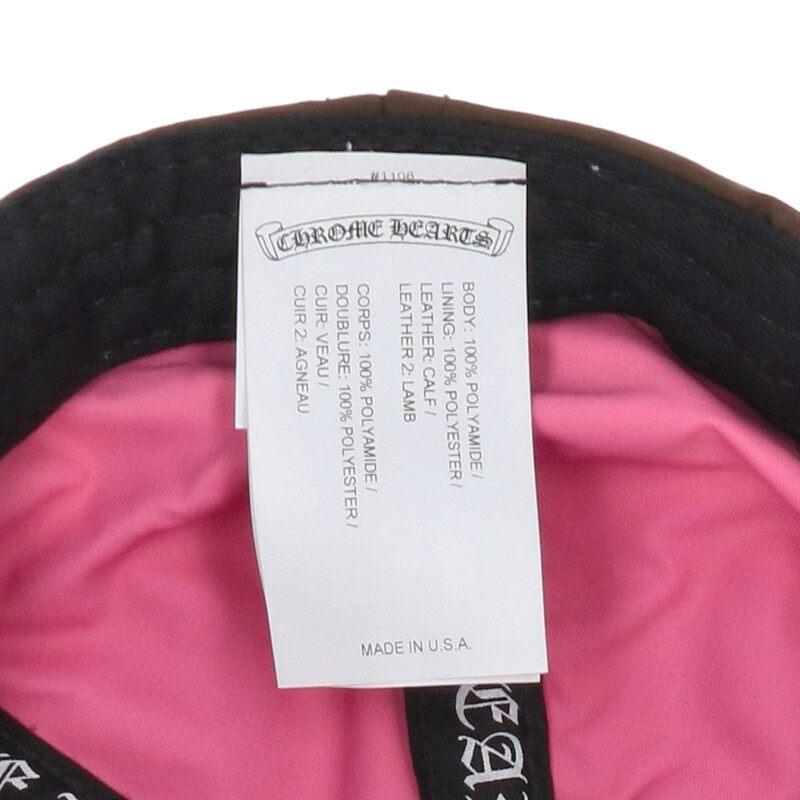 #1108
CHROME HEARTS
BODY: 100% POLYAMIDE /
LINING: 100% POLYESTER /
LEATHER: CALF /
LEATHER 2: LAMB
CORPS: 100% POLYAMIDE /
DOUBLURE: 100% POLYESTER /
CUIR: VEAU /
CUIR 2: AGNEAU
MADE IN U.S.A.